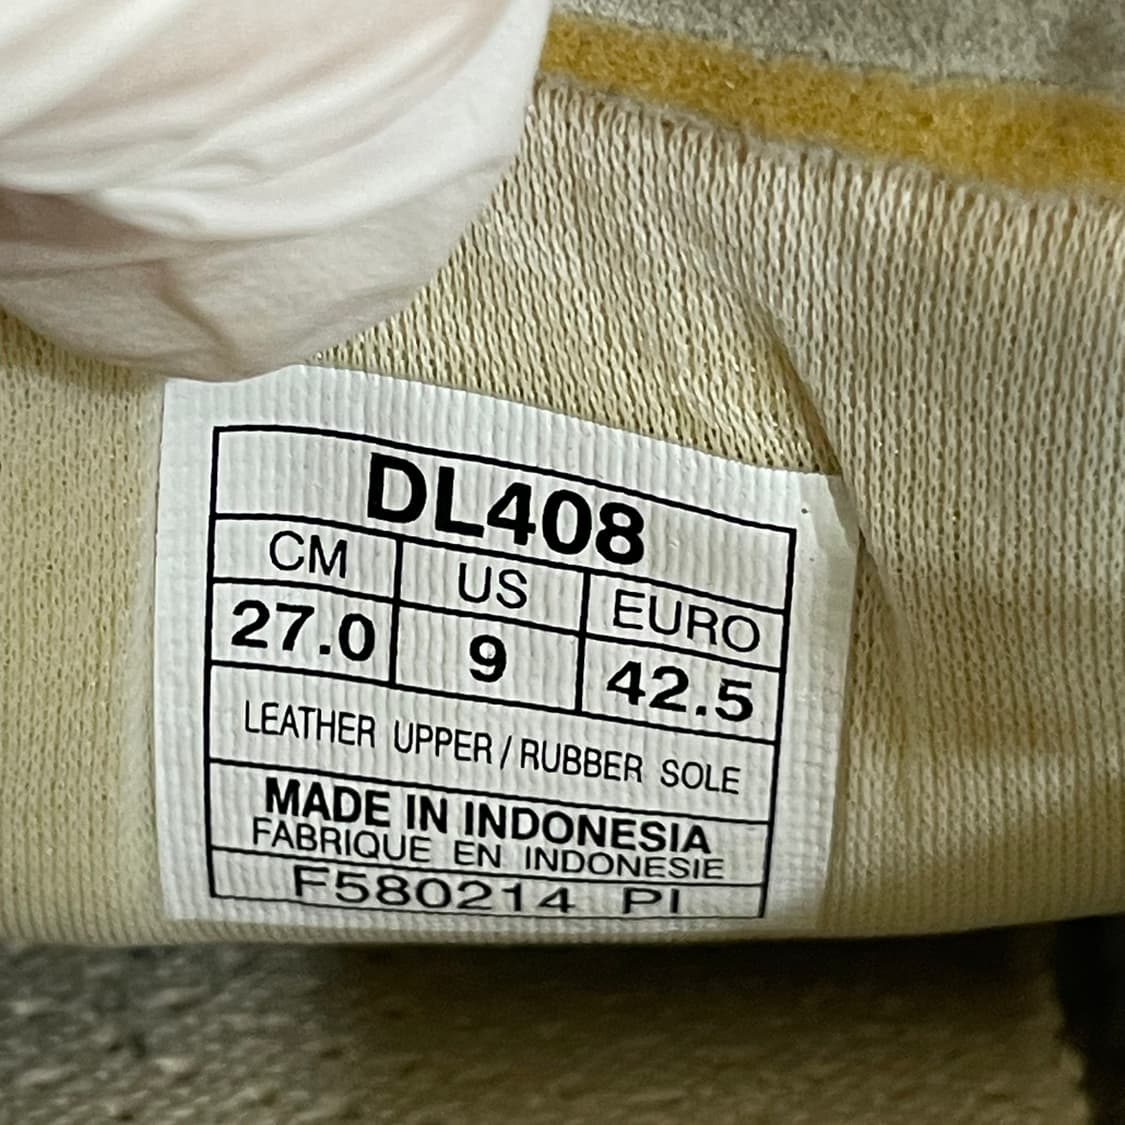 DL408
CM US EURO
27.0 9 42.5
LEATHER UPPER / RUBBER SOLE
MADE IN INDONESIA
FABRIQUE EN INDONESIE
F580214 PI